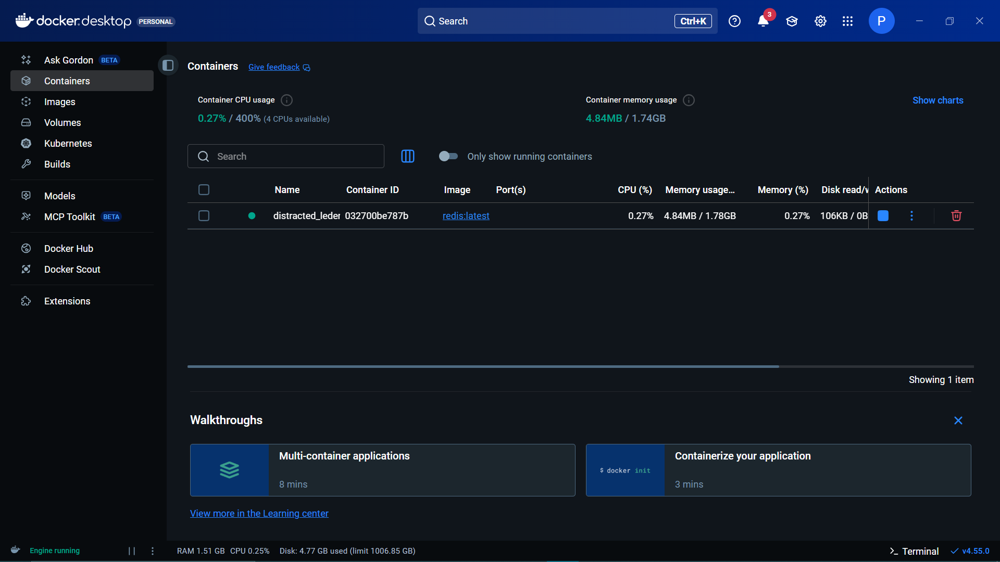 docker.desktop PERSONAL
Search Ctrl+K
3
P
Ask Gordon BETA
Containers
Images
Volumes
Kubernetes
Builds
Models
MCP Toolkit BETA
Docker Hub
Docker Scout
Extensions
Containers Give feedback
Container CPU usage
0.27% / 400% (4 CPUs available)
Container memory usage
4.84MB / 1.74GB
Show charts
Search
Only show running containers
Name Container ID Image Port(s) CPU (%) Memory usage... Memory (%) Disk read/w Actions
distracted_leder 032700be787b redis:latest 0.27% 4.84MB / 1.78GB 0.27% 106KB / 0B
Showing 1 item
Walkthroughs
Multi-container applications
8 mins
$ docker init
Containerize your application
3 mins
View more in the Learning center
Engine running
RAM 1.51 GB CPU 0.25% Disk: 4.77 GB used (limit 1006.85 GB)
Terminal
v4.55.0